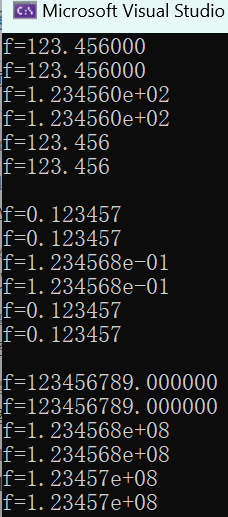 Microsoft Visual Studio
f=123.456000
f=123.456000
f=1.234560e+02
f=1.234560e+02
f=123.456
f=123.456
f=0.123457
f=0.123457
f=1.234568e-01
f=1.234568e-01
f=0.123457
f=0.123457
f=123456789.000000
f=123456789.000000
f=1.234568e+08
f=1.234568e+08
f=1.23457e+08
f=1.23457e+08